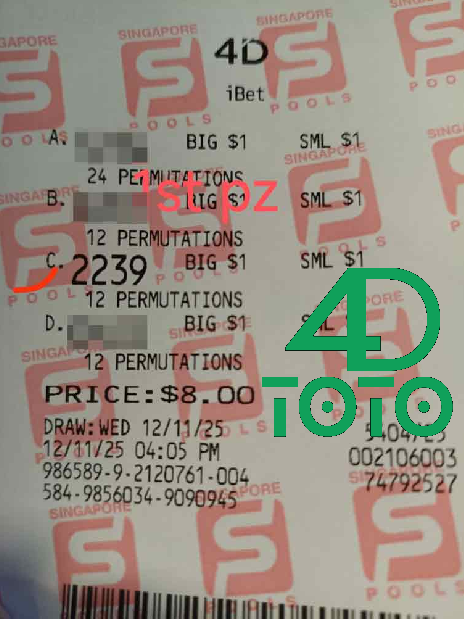 4D
iBet
A. BIG $1 SML $1
24 PERMUTATIONS
1st pz
B. BIG $1 SML $1
12 PERMUTATIONS
C. 2239 BIG $1 SML $1
12 PERMUTATIONS
D. BIG $1 SML
12 PERMUTATIONS
4D
TOTO
PRICE:$8.00
DRAW:WED 12/11/25
12/11/25 04:05 PM 002106003
986589-9-2120761-004 74792527
584-9856034-9090945
SINGAPORE
POOLS